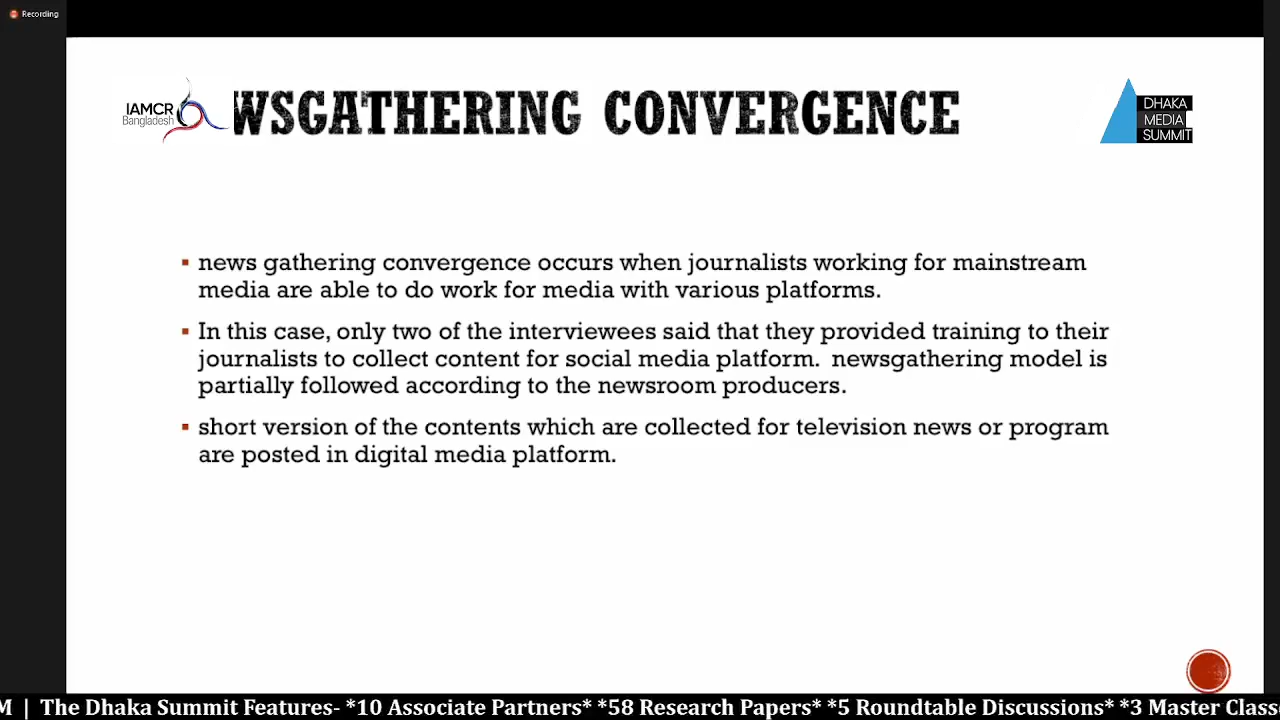 Recording
IAMCR
Bangladesh
WSGATHERING CONVERGENCE
DHAKA
MEDIA
SUMMIT
▪ news gathering convergence occurs when journalists working for mainstream
media are able to do work for media with various platforms.
▪ In this case, only two of the interviewees said that they provided training to their
journalists to collect content for social media platform. newsgathering model is
partially followed according to the newsroom producers.
▪ short version of the contents which are collected for television news or program
are posted in digital media platform.
M | The Dhaka Summit Features- *10 Associate Partners* *58 Research Papers* *5 Roundtable Discussions* *3 Master Class